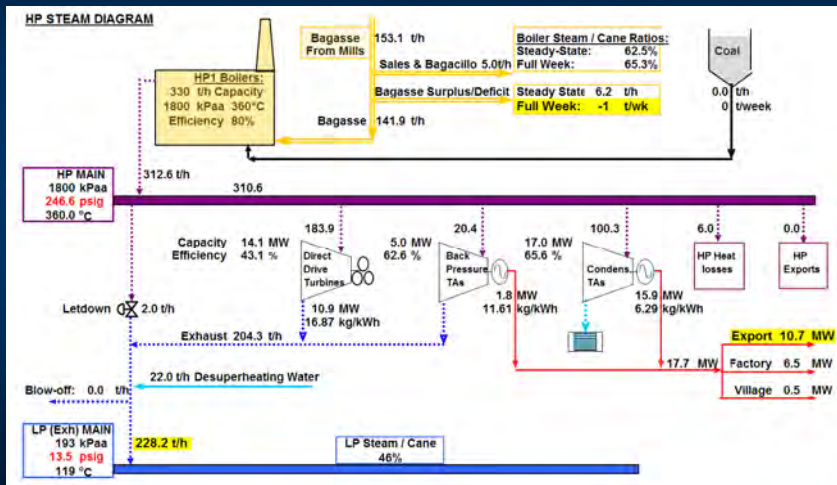 HP STEAM DIAGRAM
Bagasse
From Mills
153.1 t/h
Sales & Bagacillo 5.0t/h
Boiler Steam / Cane Ratios:
Steady-State: 62.5%
Full Week: 65.3%
Coal
HP1 Boilers:
330 t/h Capacity
1800 kPaa 360°C
Efficiency 80%
Bagasse Surplus/Deficit
Steady State 6.2 t/h
Full Week: -1 t/wk
0.0 t/h
0 t/week
Bagasse 141.9 t/h
312.6 t/h
HP MAIN
1800 kPaa
246.6 psig
360.0 °C
310.6
183.9
20.4
100.3
6.0
0.0
Capacity 14.1 MW
Efficiency 43.1 %
Direct
Drive
Turbines
5.0 MW
62.6 %
Back
Pressure
TAs
17.0 MW
65.6 %
Condens.
TAs
HP Heat
losses
HP
Exports
10.9 MW
16.87 kg/kWh
1.8 MW
11.61 kg/kWh
15.9 MW
6.29 kg/kWh
Letdown 2.0 t/h
Exhaust 204.3 t/h
Export 10.7 MW
17.7 MW
Factory 6.5 MW
Village 0.5 MW
22.0 t/h Desuperheating Water
Blow-off: 0.0 t/h
LP (Exh) MAIN
193 kPaa
13.5 psig
119 °C
228.2 t/h
LP Steam / Cane
46%